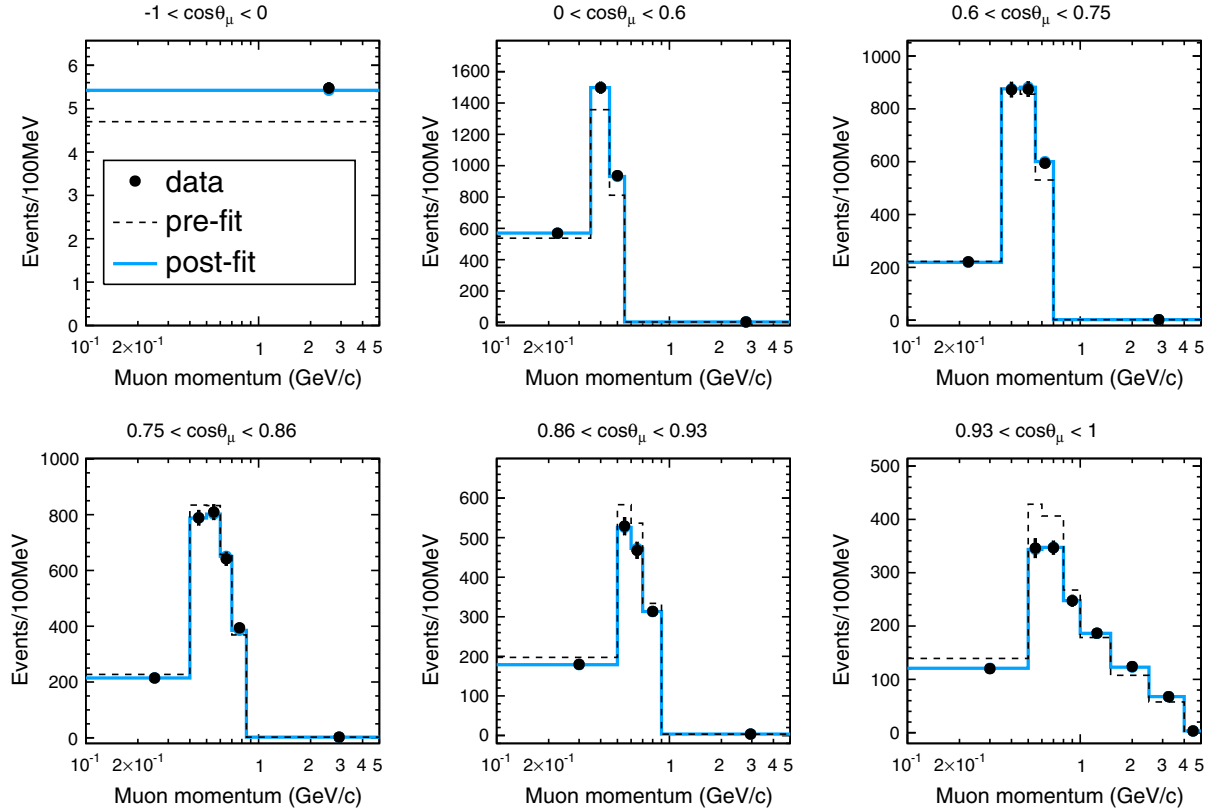 -1 < cosθμ < 0
Events/100MeV
6
5
4
3
2
1
0
data
pre-fit
post-fit
10⁻¹ 2×10⁻¹ 1 2 3 4 5
Muon momentum (GeV/c)
0 < cosθμ < 0.6
Events/100MeV
1600
1400
1200
1000
800
600
400
200
0
10⁻¹ 2×10⁻¹ 1 2 3 4 5
Muon momentum (GeV/c)
0.6 < cosθμ < 0.75
Events/100MeV
1000
800
600
400
200
0
10⁻¹ 2×10⁻¹ 1 2 3 4 5
Muon momentum (GeV/c)
0.75 < cosθμ < 0.86
Events/100MeV
1000
800
600
400
200
0
10⁻¹ 2×10⁻¹ 1 2 3 4 5
Muon momentum (GeV/c)
0.86 < cosθμ < 0.93
Events/100MeV
600
500
400
300
200
100
0
10⁻¹ 2×10⁻¹ 1 2 3 4 5
Muon momentum (GeV/c)
0.93 < cosθμ < 1
Events/100MeV
500
400
300
200
100
0
10⁻¹ 2×10⁻¹ 1 2 3 4 5
Muon momentum (GeV/c)